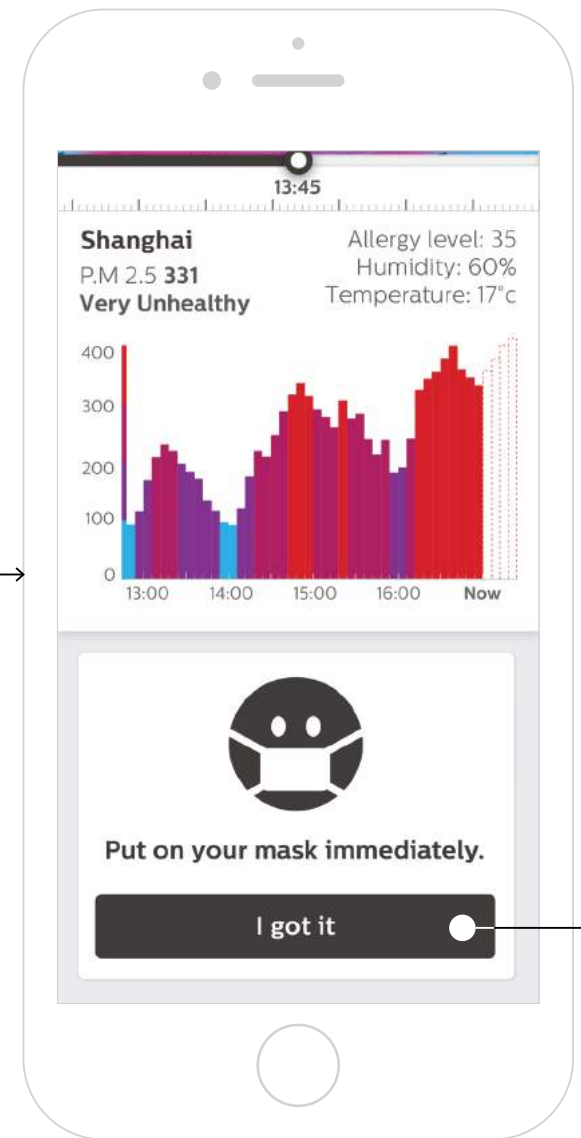 13:45
Shanghai
P.M 2.5 331
Very Unhealthy
Allergy level: 35
Humidity: 60%
Temperature: 17°c
400
300
200
100
0
13:00 14:00 15:00 16:00 Now
Put on your mask immediately.
I got it